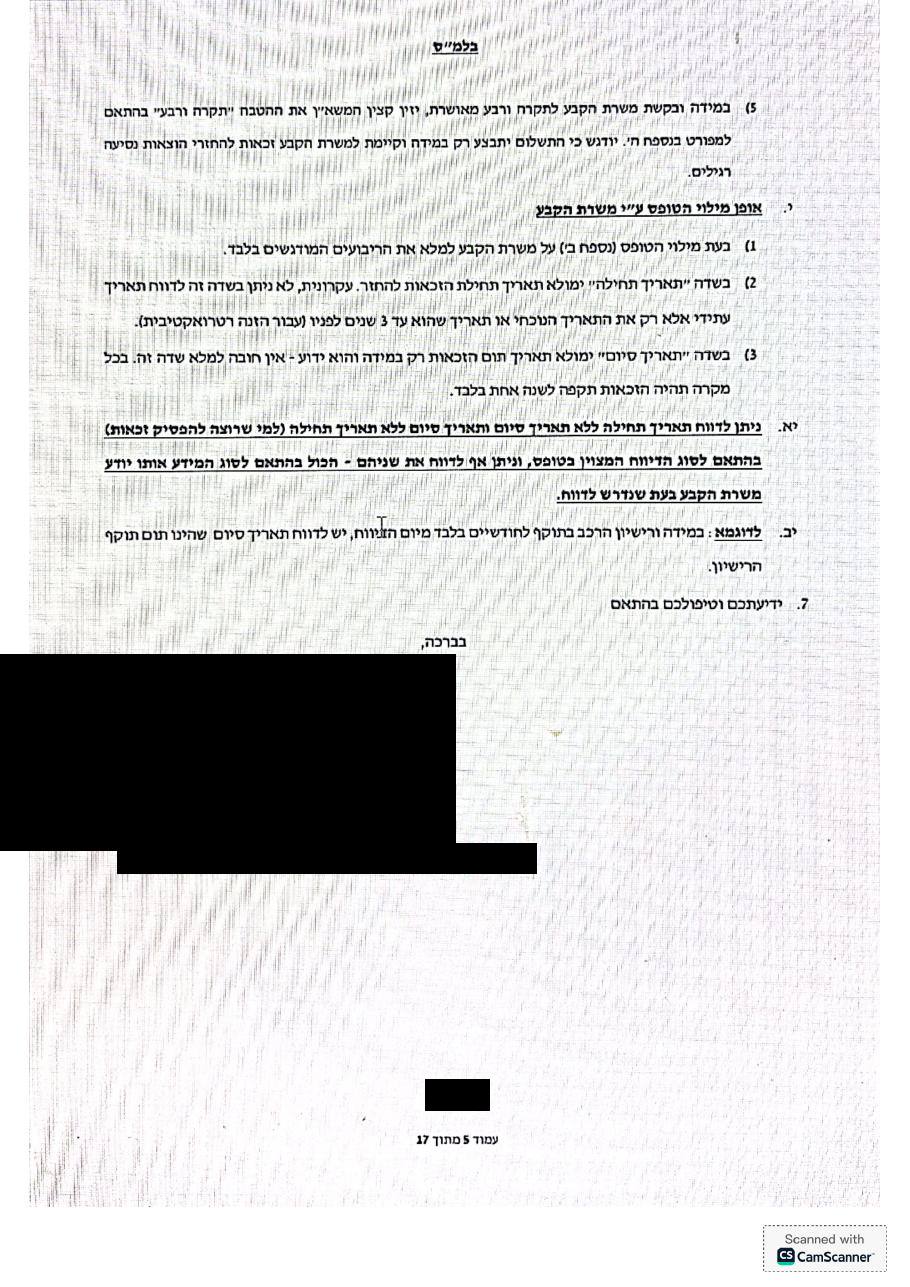 בלמ״ס
5) במידה ובקשת משרת הקבע לתקרה ורבע מאושרת, יזין קצין המשא״ן את ההטבה ״תקרה ורבע״ בהתאם
למפורט בנספח ח׳. יודגש כי התשלום יתבצע רק במידה וקיימת למשרת הקבע זכאות להחזרי הוצאות נסיעה
רגילים.
י. אופן מילוי הטופס ע״י משרת הקבע
1) בעת מילוי הטופס (נספח ב׳) על משרת הקבע למלא את הריבועים המודגשים בלבד.
2) בשדה ״תאריך תחילה״ ימולא תאריך תחילת הזכאות להחזר. עקרונית, לא ניתן בשדה זה לדווח תאריך
עתידי אלא רק את התאריך הנוכחי או תאריך שהוא עד 3 שנים לפניו (עבור הזנה רטרואקטיבית).
3) בשדה ״תאריך סיום״ ימולא תאריך תום הזכאות רק במידה והוא ידוע - אין חובה למלא שדה זה. בכל
מקרה תהיה הזכאות תקפה לשנה אחת בלבד.
יא. ניתן לדווח תאריך תחילה ללא תאריך סיום ותאריך סיום ללא תאריך תחילה (למי שרוצה להפסיק זכאות)
בהתאם לסוג הדיווח המצוין בטופס, וניתן אף לדווח את שניהם - הכול בהתאם לסוג המידע אותו יודע
משרת הקבע בעת שנדרש לדווח.
יב. לדוגמא: במידה ורישיון הרכב בתוקף לחודשיים בלבד מיום הדיווח, יש לדווח תאריך סיום שהינו תום תוקף
הרישיון.
7. ידיעתכם וטיפולכם בהתאם
בברכה,
עמוד 5 מתוך 17
Scanned with
CS CamScanner